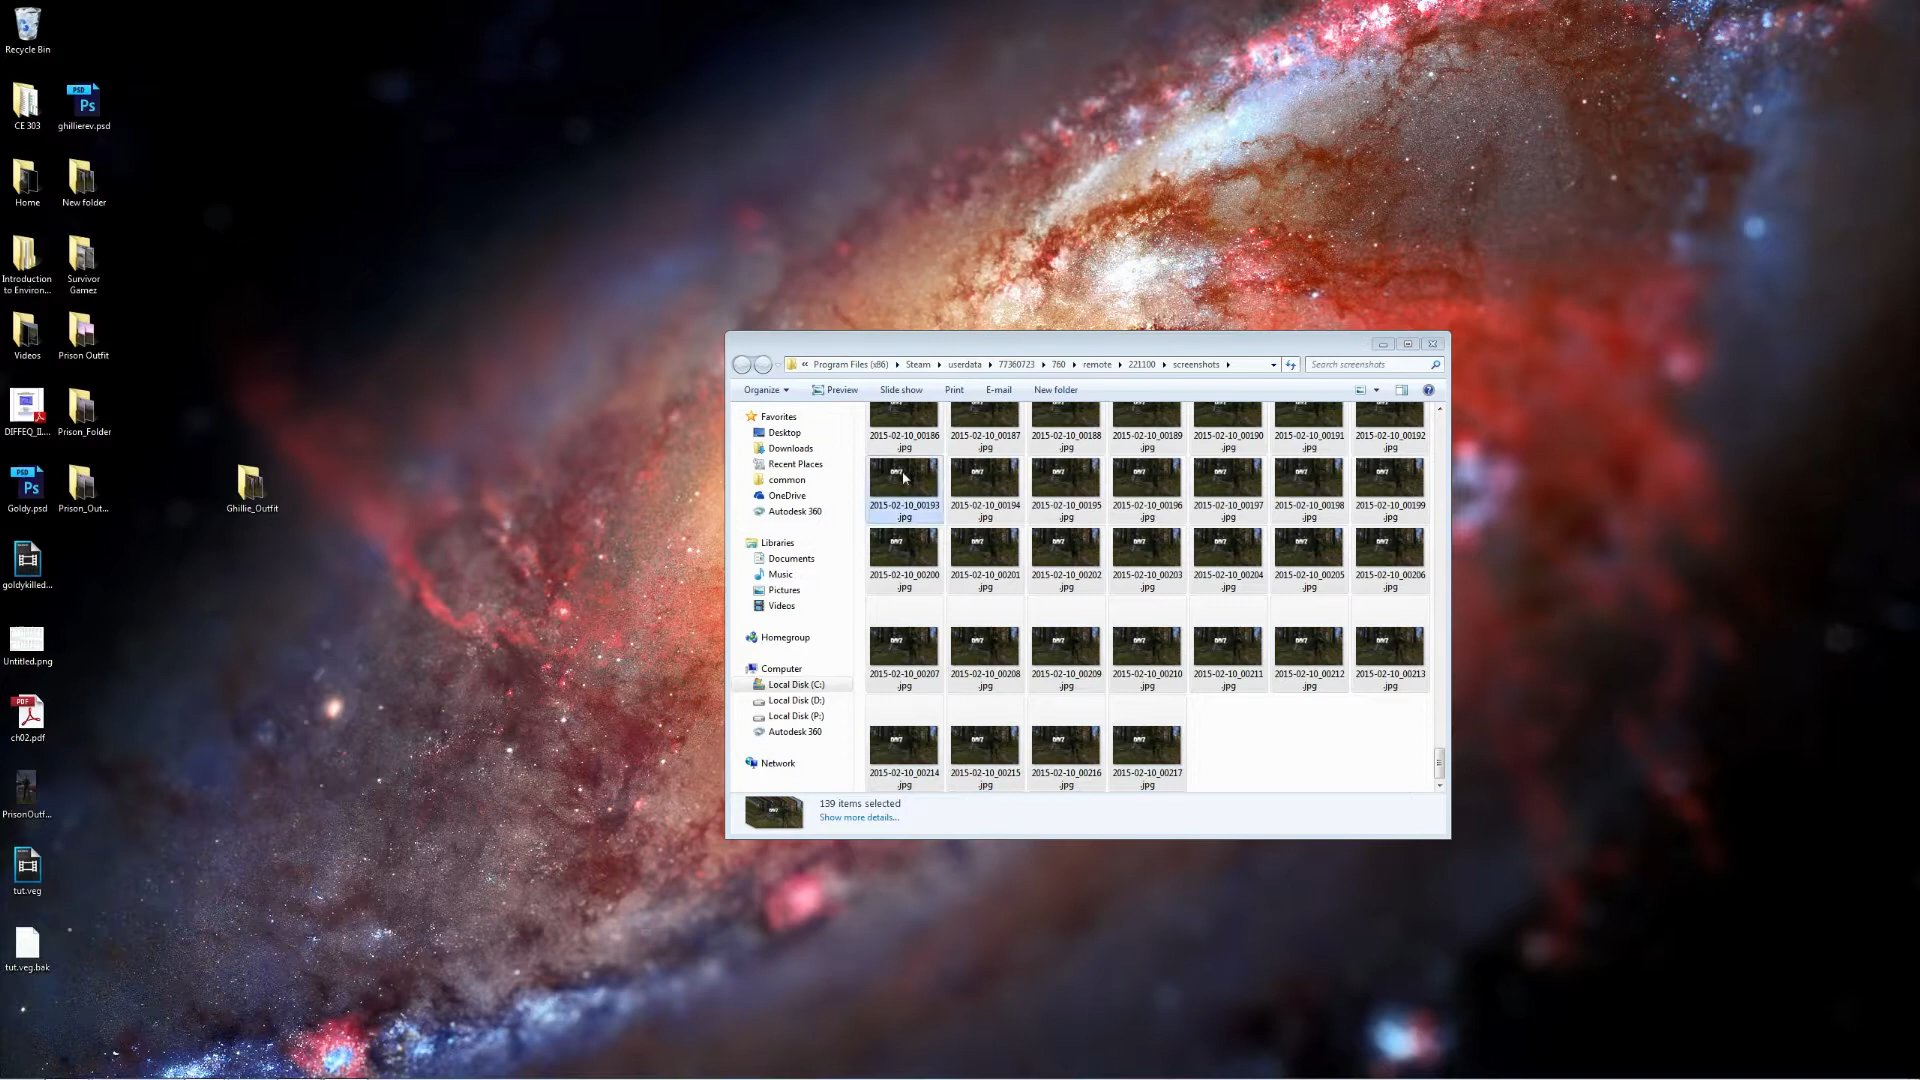 Recycle Bin
CE 303
ghillierev.psd
Home
New folder
Introduction
to Environ...
Survivor
Gamez
Videos
Prison Outfit
DIFFEQ_II....
Prison_Folder
Goldy.psd
Prison_Out...
Ghillie_Outfit
goldykilled...
Untitled.png
ch02.pdf
PrisonOutf...
tut.veg
tut.veg.bak
« Program Files (x86) Steam userdata 77360723 760 remote 221100 screenshots
Search screenshots
Organize Preview Slide show Print E-mail New folder
Favorites
Desktop
Downloads
Recent Places
common
OneDrive
Autodesk 360
Libraries
Documents
Music
Pictures
Videos
Homegroup
Computer
Local Disk (C:)
Local Disk (D:)
Local Disk (P:)
Autodesk 360
Network
2015-02-10_00186 2015-02-10_00187 2015-02-10_00188 2015-02-10_00189 2015-02-10_00190 2015-02-10_00191 2015-02-10_00192
.jpg .jpg .jpg .jpg .jpg .jpg .jpg
2015-02-10_00193 2015-02-10_00194 2015-02-10_00195 2015-02-10_00196 2015-02-10_00197 2015-02-10_00198 2015-02-10_00199
.jpg .jpg .jpg .jpg .jpg .jpg .jpg
2015-02-10_00200 2015-02-10_00201 2015-02-10_00202 2015-02-10_00203 2015-02-10_00204 2015-02-10_00205 2015-02-10_00206
.jpg .jpg .jpg .jpg .jpg .jpg .jpg
2015-02-10_00207 2015-02-10_00208 2015-02-10_00209 2015-02-10_00210 2015-02-10_00211 2015-02-10_00212 2015-02-10_00213
.jpg .jpg .jpg .jpg .jpg .jpg .jpg
2015-02-10_00214 2015-02-10_00215 2015-02-10_00216 2015-02-10_00217
.jpg .jpg .jpg .jpg
139 items selected
Show more details...